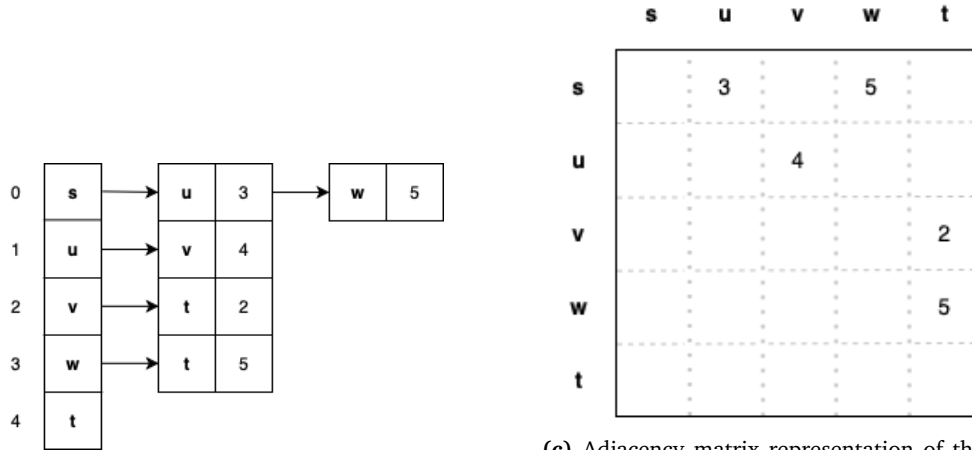 0 s u 3 w 5
1 u v 4
2 v t 2
3 w t 5
4 t
s u v w t
s 3 5
u 4
v 2
w 5
t
(c) Adjacency matrix representation of th